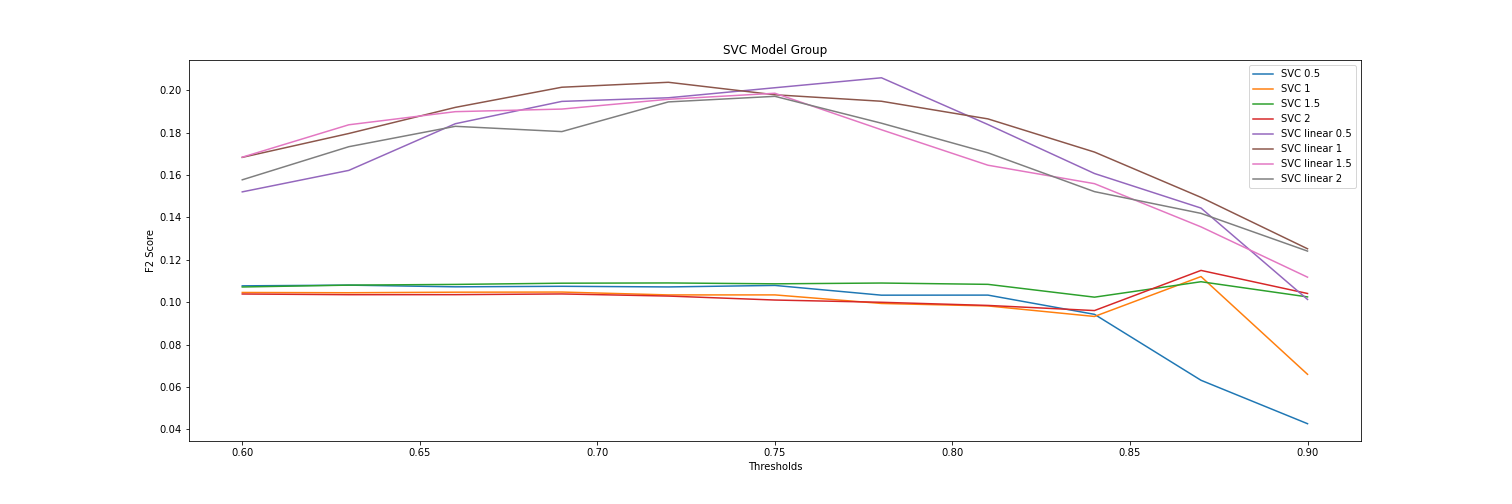 SVC Model Group
SVC 0.5
SVC 1
SVC 1.5
SVC 2
SVC linear 0.5
SVC linear 1
SVC linear 1.5
SVC linear 2
F2 Score
0.20
0.18
0.16
0.14
0.12
0.10
0.08
0.06
0.04
0.60 0.65 0.70 0.75 0.80 0.85 0.90
Thresholds